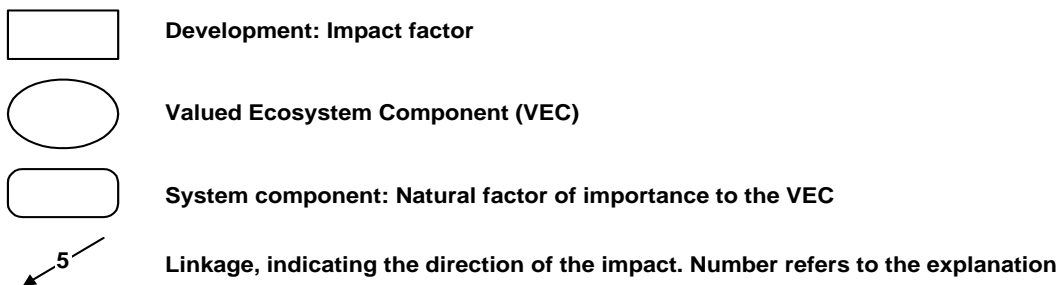 Development: Impact factor
Valued Ecosystem Component (VEC)
System component: Natural factor of importance to the VEC
5 Linkage, indicating the direction of the impact. Number refers to the explanation